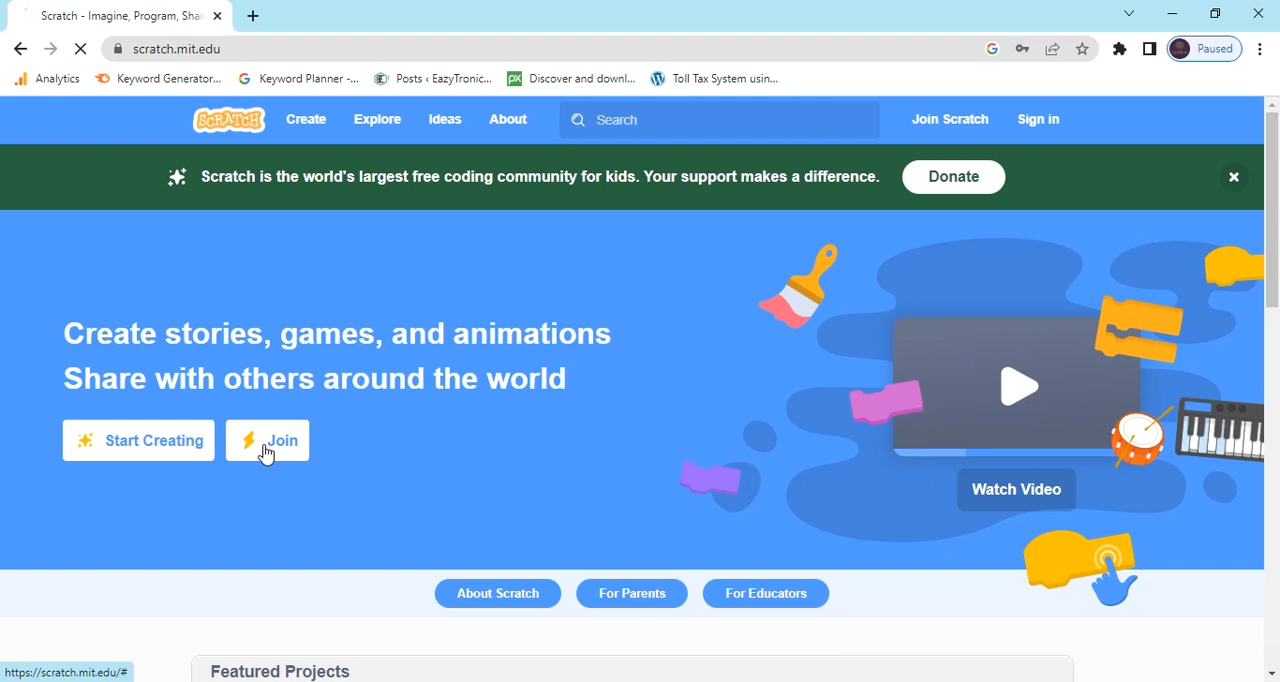 Scratch - Imagine, Program, Shar
scratch.mit.edu
Paused
Analytics
Keyword Generator...
Keyword Planner -...
Posts ‹ EazyTronic...
Discover and downl...
Toll Tax System usin...
SCRATCH
Create
Explore
Ideas
About
Search
Join Scratch
Sign in
Scratch is the world's largest free coding community for kids. Your support makes a difference.
Donate
Create stories, games, and animations
Share with others around the world
Start Creating
Join
Watch Video
About Scratch
For Parents
For Educators
Featured Projects
https://scratch.mit.edu/#